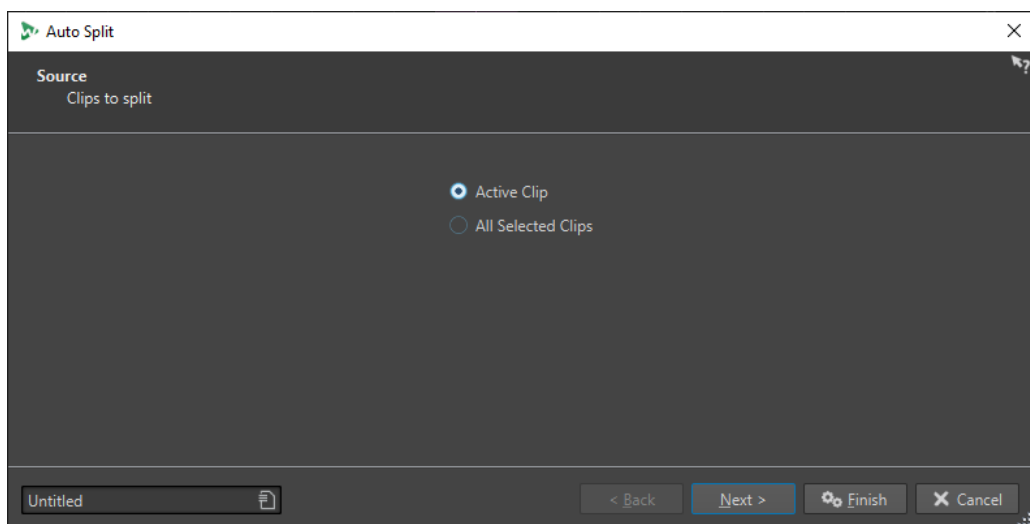 Auto Split
Source
Clips to split
Active Clip
All Selected Clips
Untitled
< Back Next > Finish Cancel